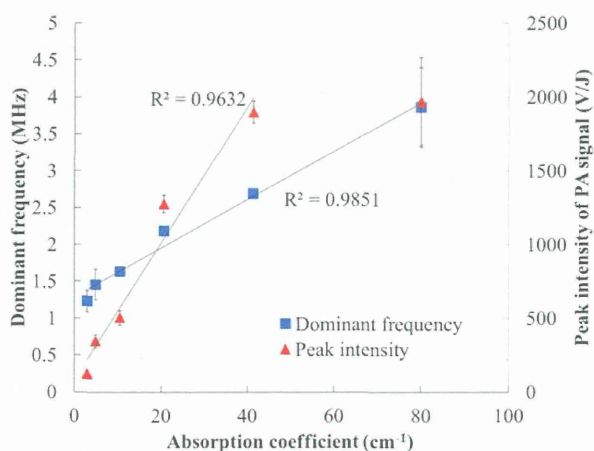 5
4.5
4
3.5
3
2.5
2
1.5
1
0.5
0
Dominant frequency (MHz)
R² = 0.9632
R² = 0.9851
Dominant frequency
Peak intensity
2500
2000
1500
1000
500
0
Peak intensity of PA signal (V/J)
0 20 40 60 80 100
Absorption coefficient (cm⁻¹)